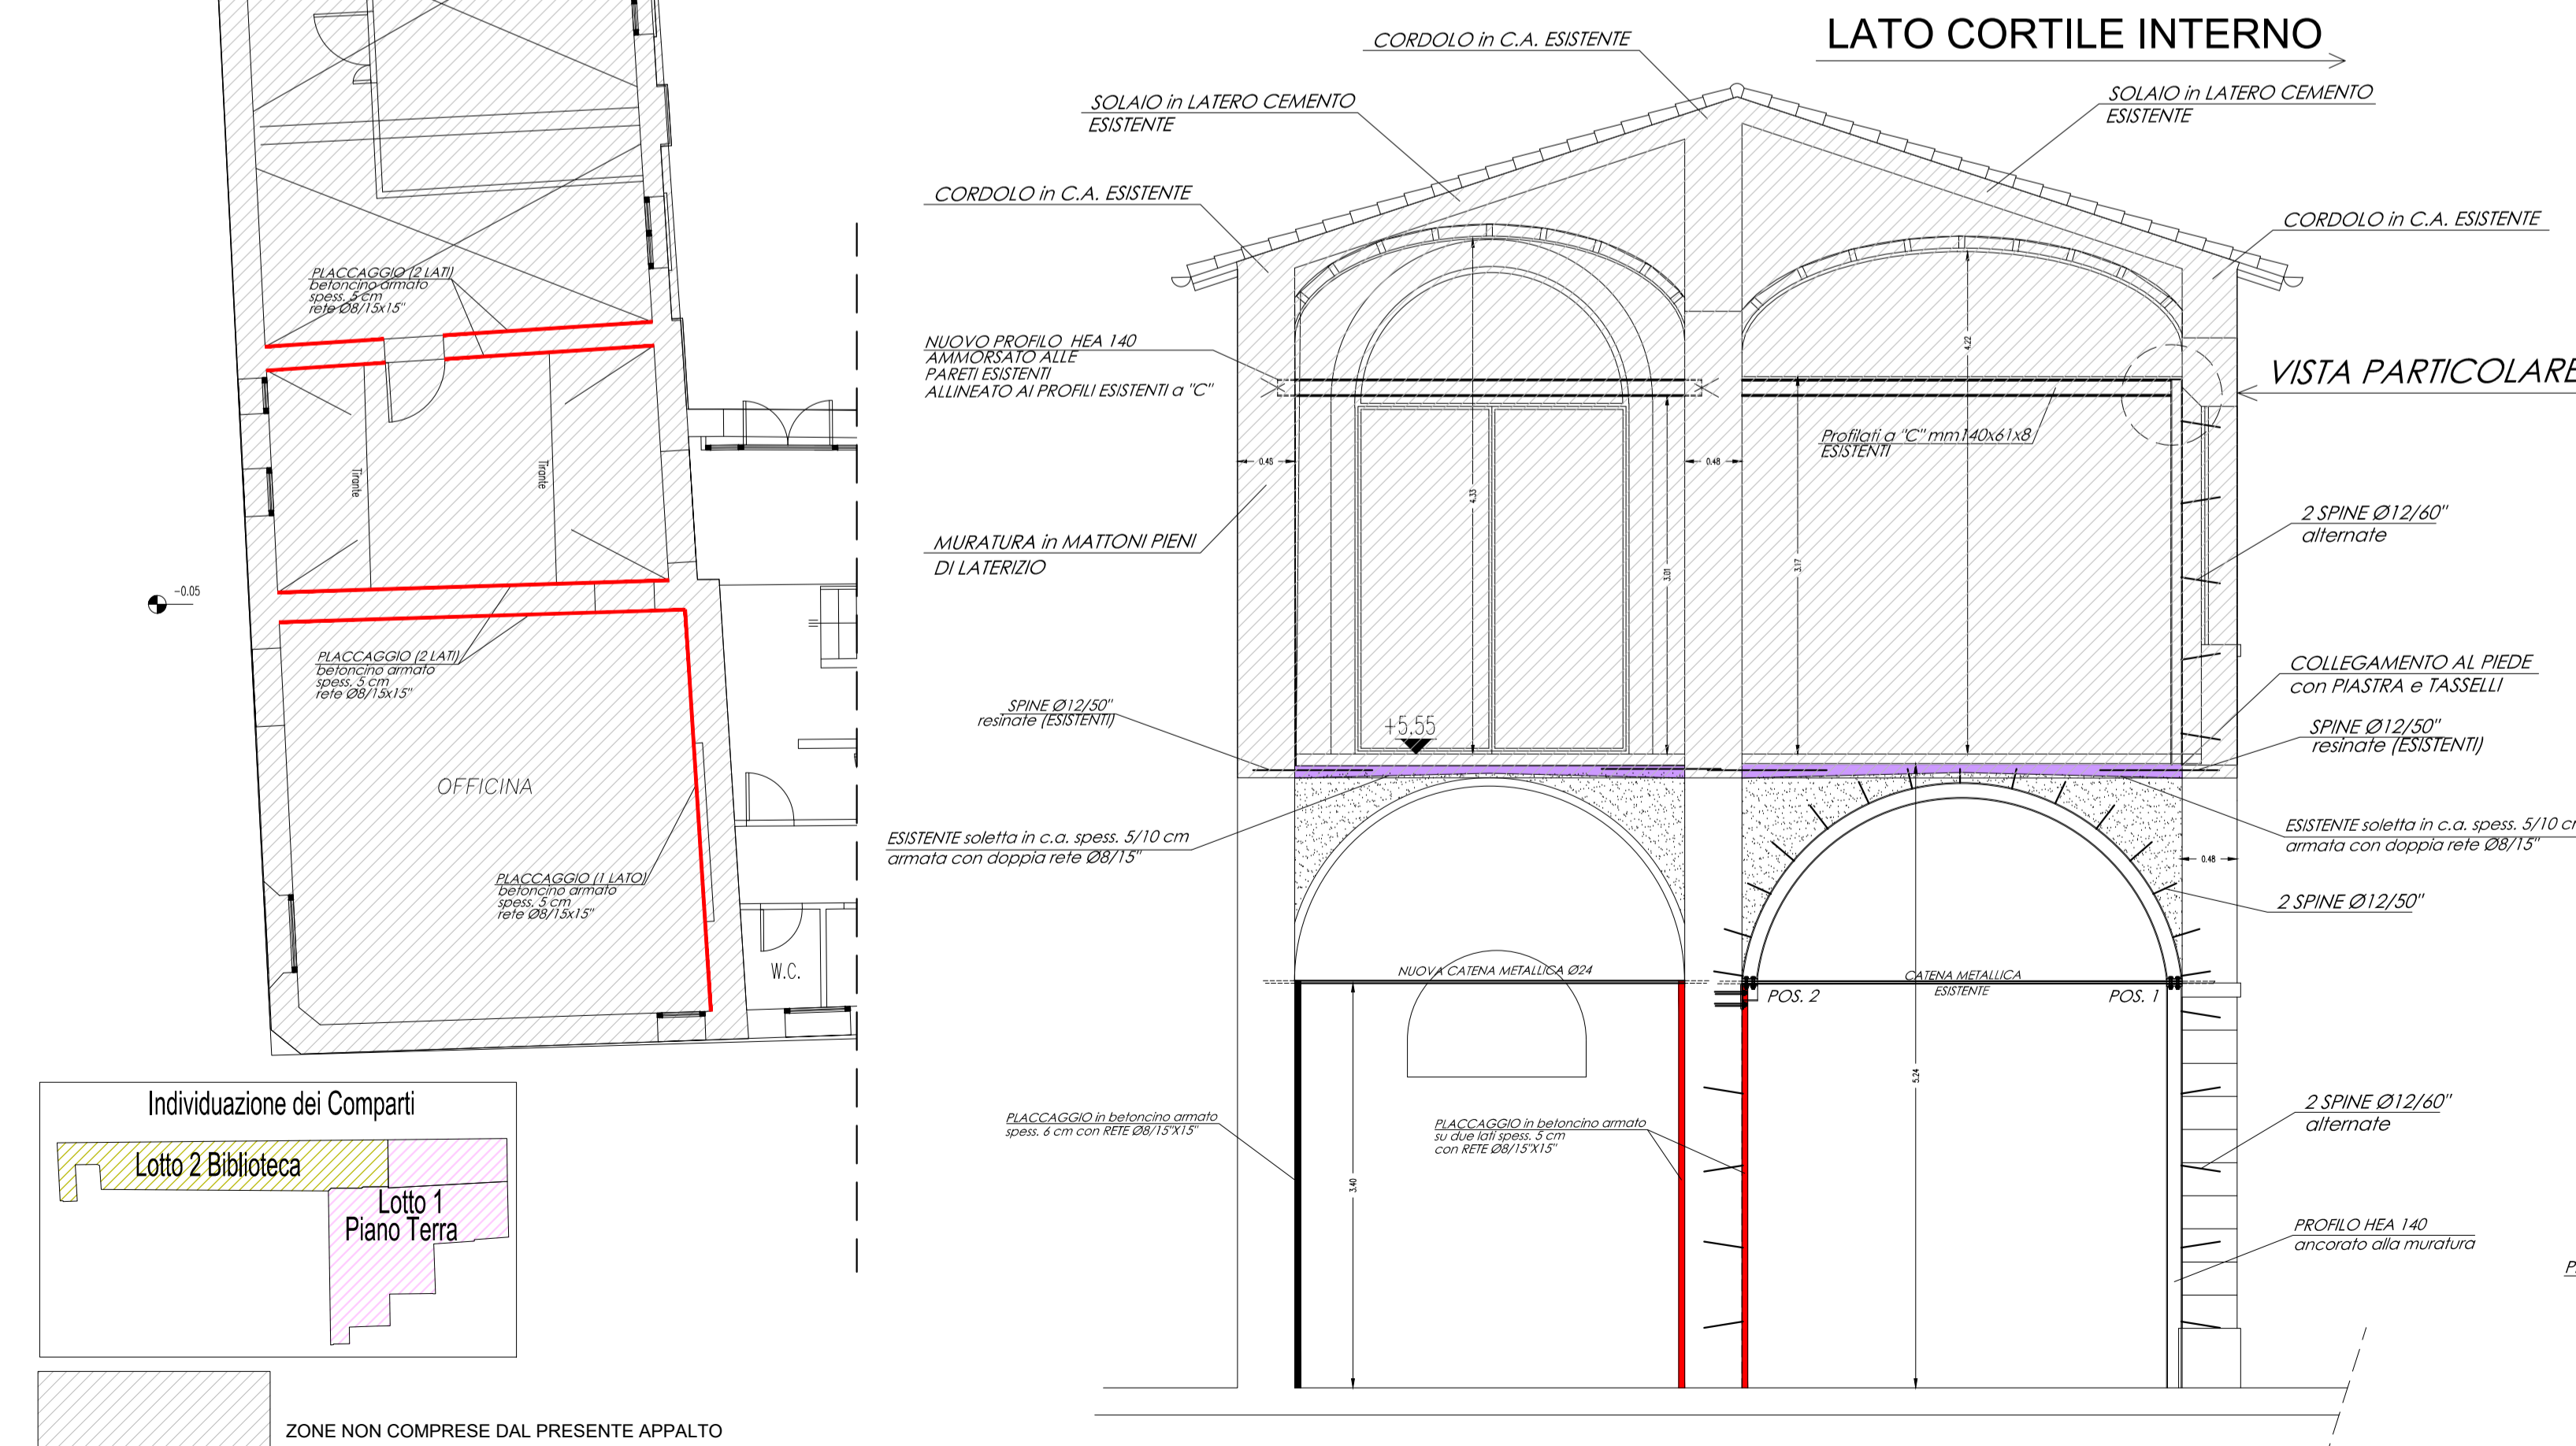 LATO CORTILE INTERNO
CORDOLO in C.A. ESISTENTE
SOLAIO in LATERO CEMENTO
ESISTENTE
SOLAIO in LATERO CEMENTO
ESISTENTE
CORDOLO in C.A. ESISTENTE
CORDOLO in C.A. ESISTENTE
PLACCAGGIO (2 LATI)
betoncino armato
spess. 5 cm
rete Ø8/15x15"
NUOVO PROFILO HEA 140
AMMORSATO ALLE
PARETI ESISTENTI
ALLINEATO AI PROFILI ESISTENTI a "C"
4.22
VISTA PARTICOLARE
Profilati a "C" mm140x61x8
ESISTENTI
0.45
0.48
Tirante
Tirante
4.33
2 SPINE Ø12/60"
alternate
MURATURA in MATTONI PIENI
DI LATERIZIO
3.01
3.17
-0.05
PLACCAGGIO (2 LATI)
betoncino armato
spess. 5 cm
rete Ø8/15x15"
COLLEGAMENTO AL PIEDE
con PIASTRA e TASSELLI
SPINE Ø12/50"
resinate (ESISTENTI)
+5.55
SPINE Ø12/50"
resinate (ESISTENTI)
OFFICINA
ESISTENTE soletta in c.a. spess. 5/10 cm
armata con doppia rete Ø8/15"
ESISTENTE soletta in c.a. spess. 5/10
armata con doppia rete Ø8/15"
0.48
PLACCAGGIO (1 LATO)
betoncino armato
spess. 5 cm
rete Ø8/15x15"
2 SPINE Ø12/50"
W.C.
NUOVA CATENA METALLICA Ø24
CATENA METALLICA
ESISTENTE
POS. 2
POS. 1
5.24
Individuazione dei Comparti
Lotto 2 Biblioteca
Lotto 1
Piano Terra
PLACCAGGIO in betoncino armato
spess. 6 cm con RETE Ø8/15"X15"
PLACCAGGIO in betoncino armato
su due lati spess. 5 cm
con RETE Ø8/15"X15"
3.40
2 SPINE Ø12/60"
alternate
PROFILO HEA 140
ancorato alla muratura
ZONE NON COMPRESE DAL PRESENTE APPALTO